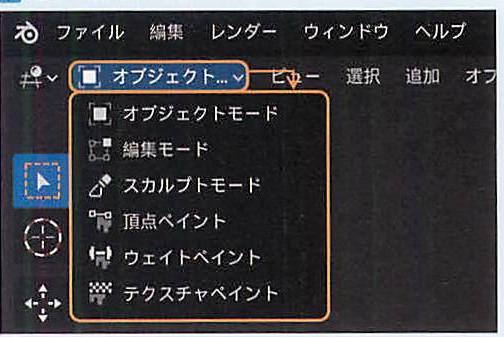 ファイル 編集 レンダー ウィンドウ ヘルプ
オブジェクト... ビュー 選択 追加 オブ
オブジェクトモード
編集モード
スカルプトモード
頂点ペイント
ウェイトペイント
テクスチャペイント